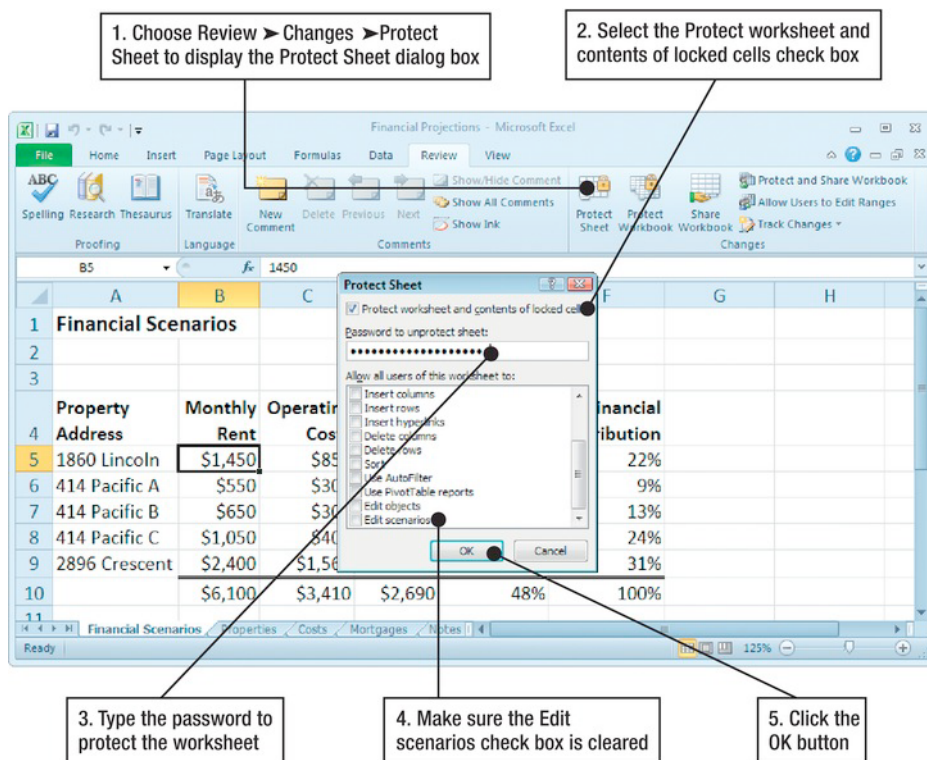 1. Choose Review ➤ Changes ➤Protect
Sheet to display the Protect Sheet dialog box
2. Select the Protect worksheet and
contents of locked cells check box
Financial Projections - Microsoft Excel
File Home Insert Page Layout Formulas Data Review View
ABC
Spelling Research Thesaurus
Proofing
Translate
Language
New
Comment
Delete Previous Next
Show/Hide Comment
Show All Comments
Show Ink
Comments
Protect
Sheet
Protect
Workbook
Share
Workbook
Protect and Share Workbook
Allow Users to Edit Ranges
Track Changes
Changes
B5 fx 1450
A B C F G H
1 Financial Scenarios
2
3
4 Property Address Monthly Rent
5 1860 Lincoln $1,450 22%
6 414 Pacific A $550 9%
7 414 Pacific B $650 13%
8 414 Pacific C $1,050 24%
9 2896 Crescent $2,400 31%
10 $6,100 $3,410 $2,690 48% 100%
11
Protect Sheet
Protect worksheet and contents of locked
Password to unprotect sheet:
Allow all users of this worksheet to:
Insert columns
Insert rows
Insert hyperlinks
Delete columns
Delete rows
Sort
Use AutoFilter
Use PivotTable reports
Edit objects
Edit scenarios
OK Cancel
Financial Scenarios Properties Costs Mortgages Notes
Ready 125%
3. Type the password to
protect the worksheet
4. Make sure the Edit
scenarios check box is cleared
5. Click the
OK button